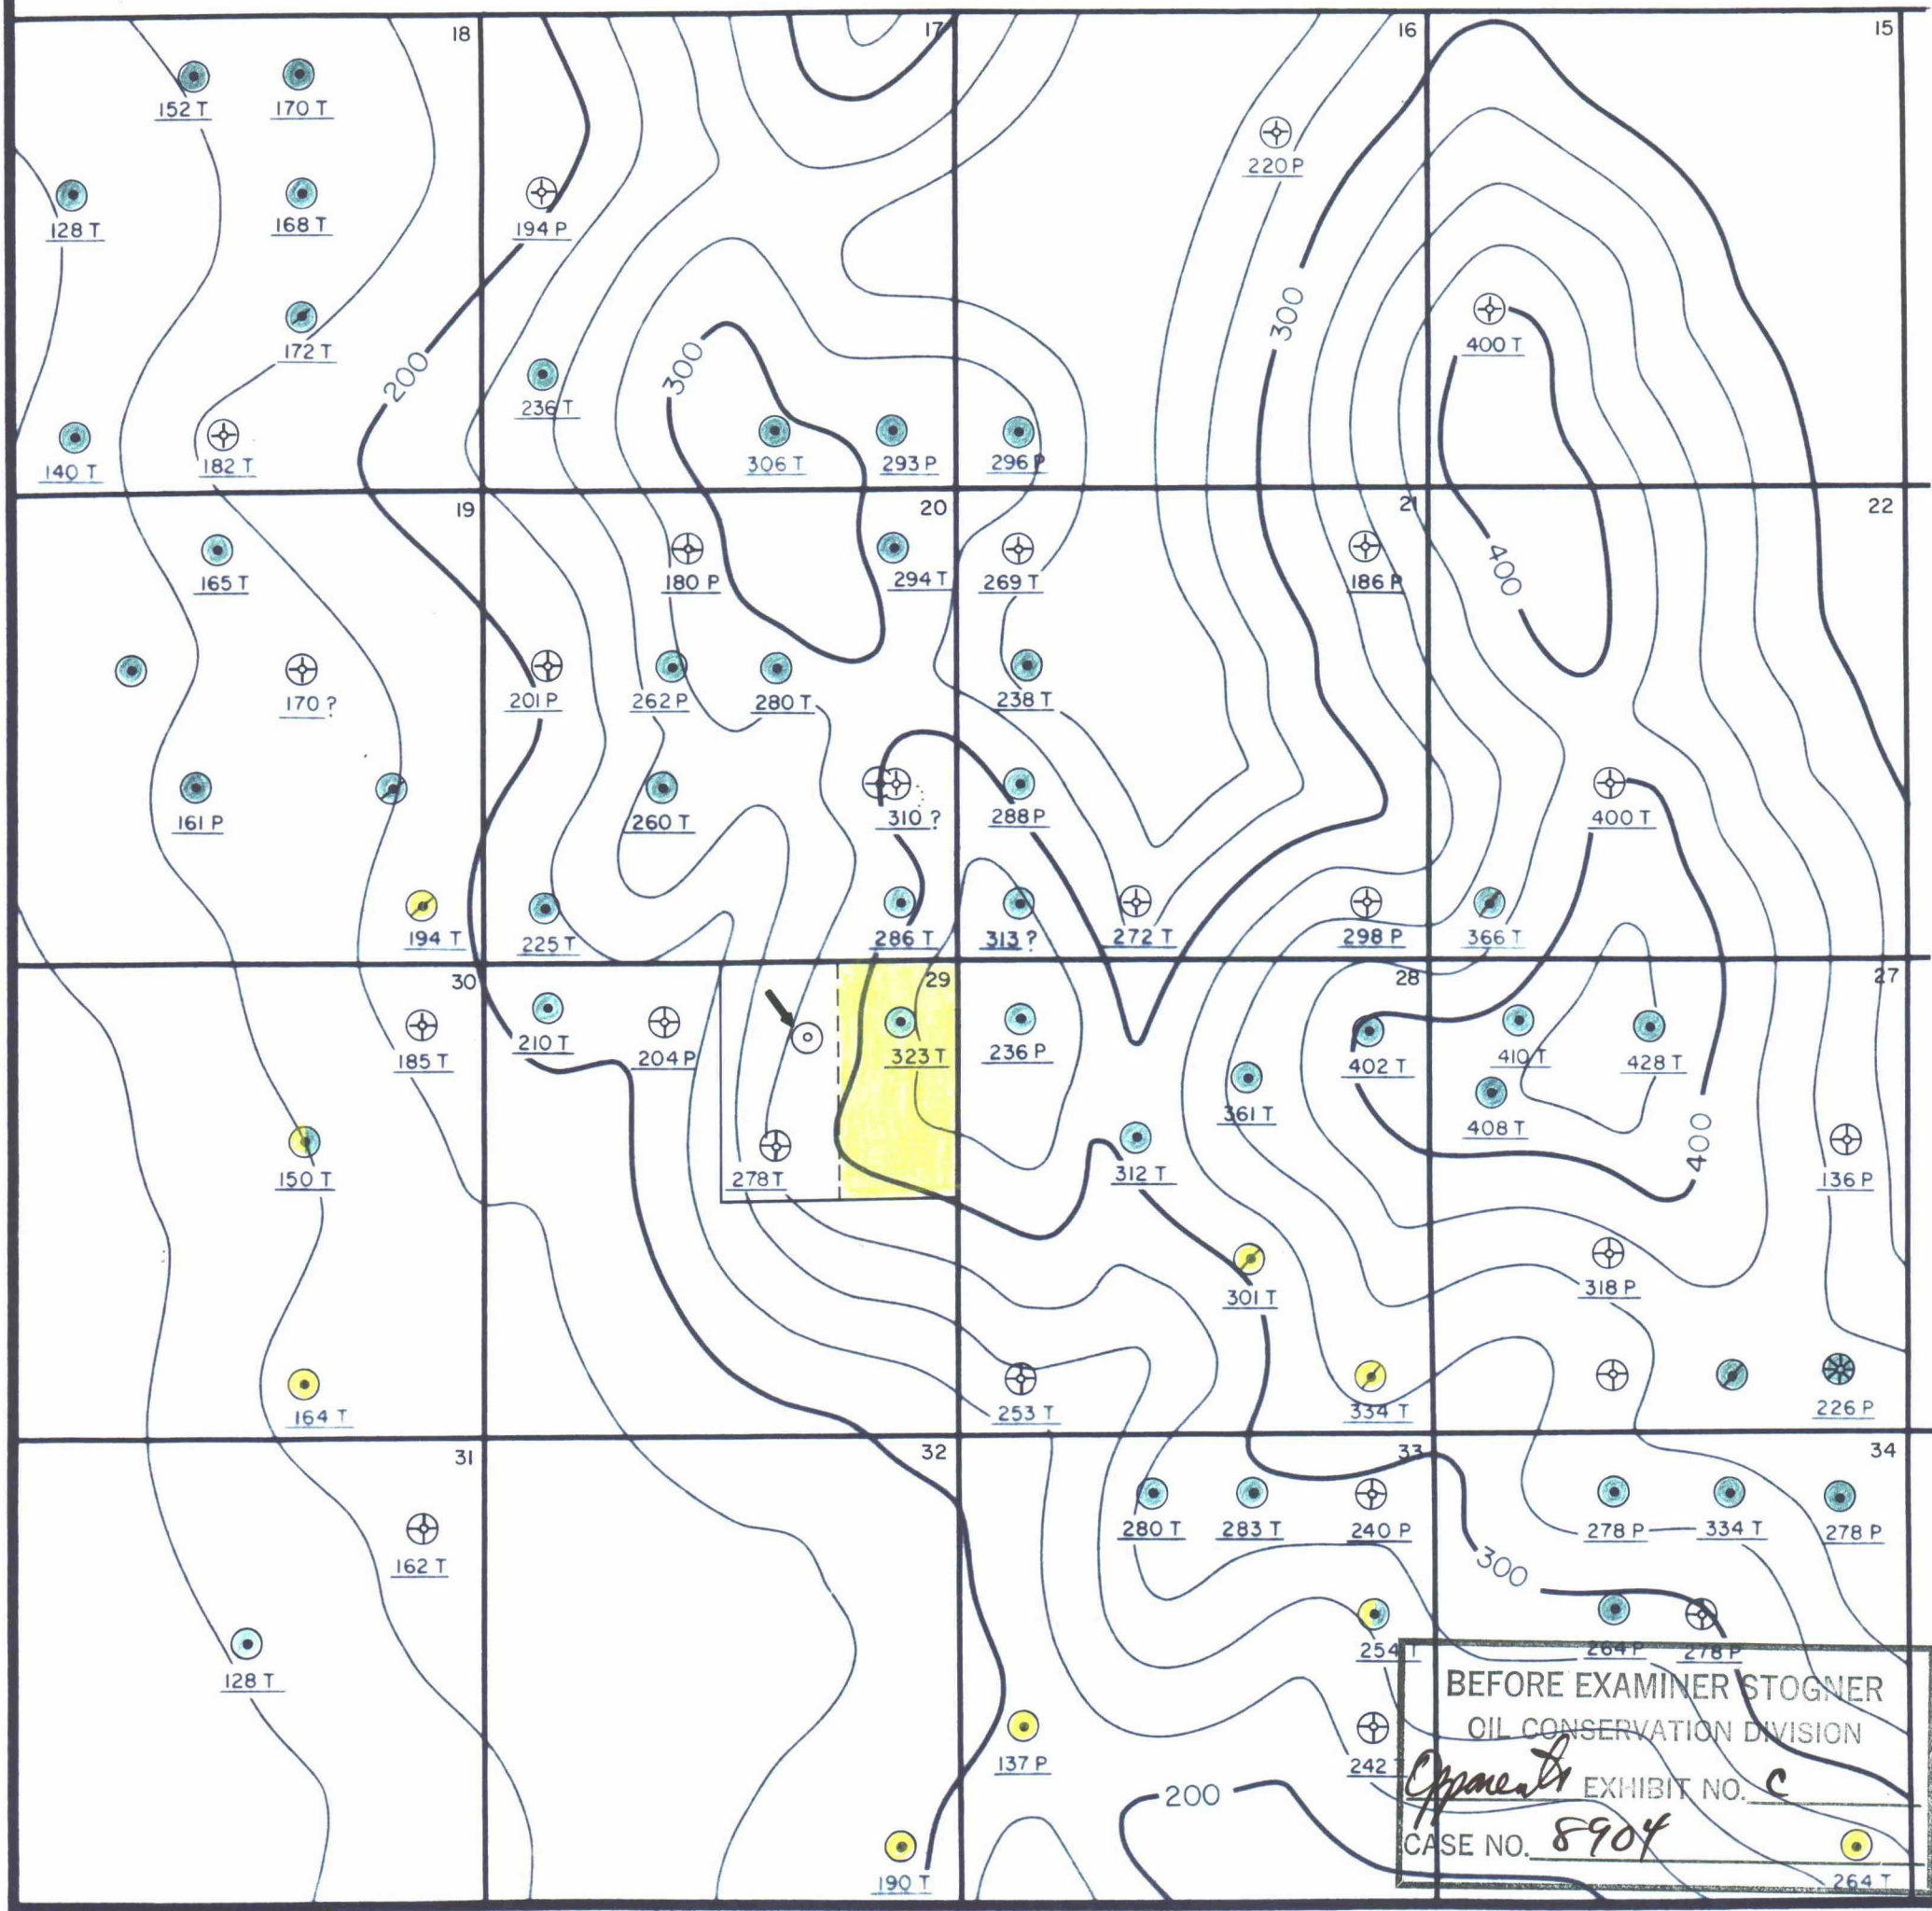 18
17
16
15
152 T
170 T
220 P
128 T
168 T
194 P
300
172 T
400 T
200
300
236 T
140 T
182 T
306 T
293 P
296 P
19
20
21
22
165 T
180 P
294 T
269 T
186 P
400
170 ?
201 P
262 P
280 T
238 T
161 P
260 T
310 ?
288 P
400 T
194 T
225 T
286 T
313 ?
272 T
298 P
366 T
30
29
28
27
185 T
210 T
204 P
323 T
236 P
402 T
410 T
428 T
361 T
408 T
400
150 T
278 T
312 T
136 P
301 T
318 P
164 T
253 T
334 T
226 P
31
32
33
34
162 T
280 T
283 T
240 P
278 P
334 T
278 P
300
128 T
254 T
264 P
278 P
137 P
242
200
190 T
BEFORE EXAMINER STOGNER
OIL CONSERVATION DIVISION
Opponents EXHIBIT NO. C
CASE NO. 8904
264 T